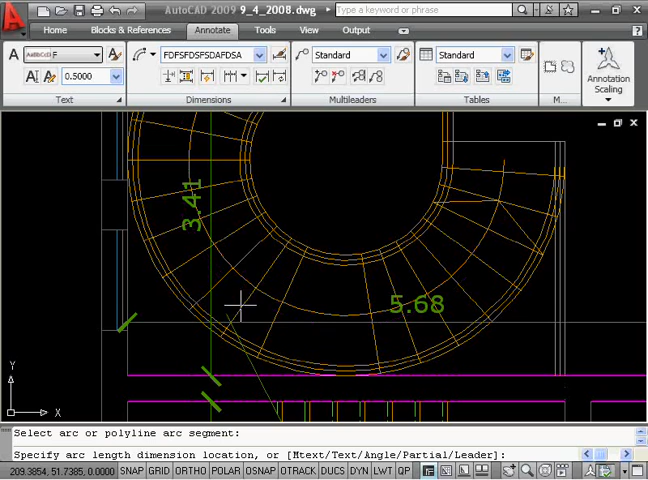 AutoCAD 2009 9_4_2008.dwg
Type a keyword or phrase
Home Blocks & References Annotate Tools View Output
FDFSFDSFSDAFDSA
Standard
Standard
0.5000
Annotation
Scaling
Text
Dimensions
Multileaders
Tables
M...
3.41
5.68
Y
X
Select arc or polyline arc segment:
Specify arc length dimension location, or [Mtext/Text/Angle/Partial/Leader]:
209.3854, 51.7385, 0.0000 SNAP GRID ORTHO POLAR OSNAP OTRACK DUCS DYN LWT QP